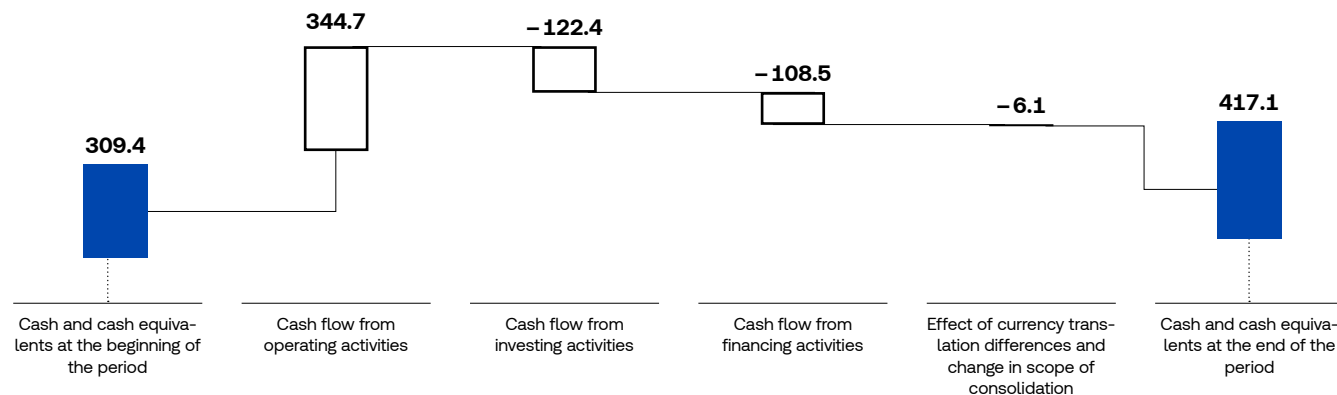 344.7
– 122.4
– 108.5
– 6.1
417.1
309.4
Cash and cash equiva-
lents at the beginning of
the period
Cash flow from
operating activities
Cash flow from
investing activities
Cash flow from
financing activities
Effect of currency trans-
lation differences and
change in scope of
consolidation
Cash and cash equiva-
lents at the end of the
period